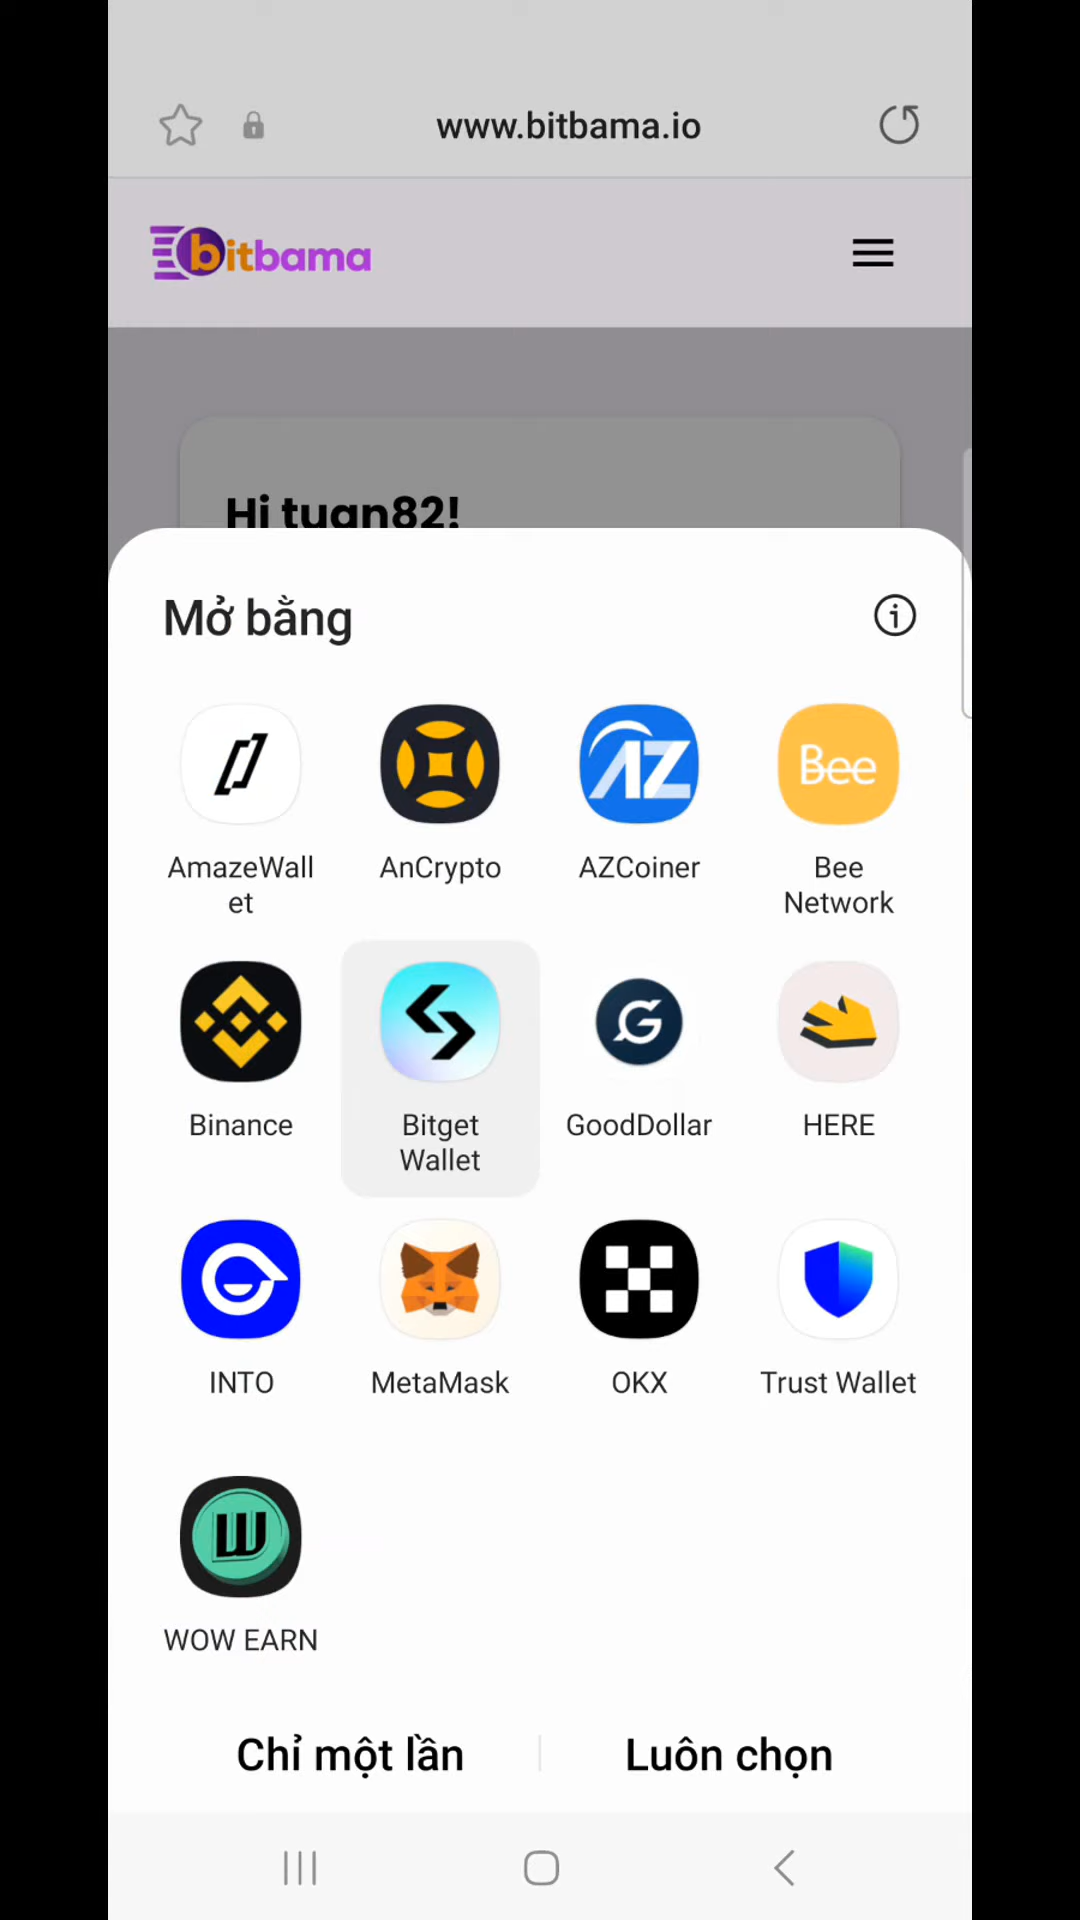 www.bitbama.io
bitbama
Hi tuan82!
Mở bằng
AmazeWall
et
AnCrypto
AZCoiner
Bee
Network
AZ
Bee
Binance
Bitget
Wallet
GoodDollar
HERE
INTO
MetaMask
OKX
Trust Wallet
W
WOW EARN
Chỉ một lần
Luôn chọn